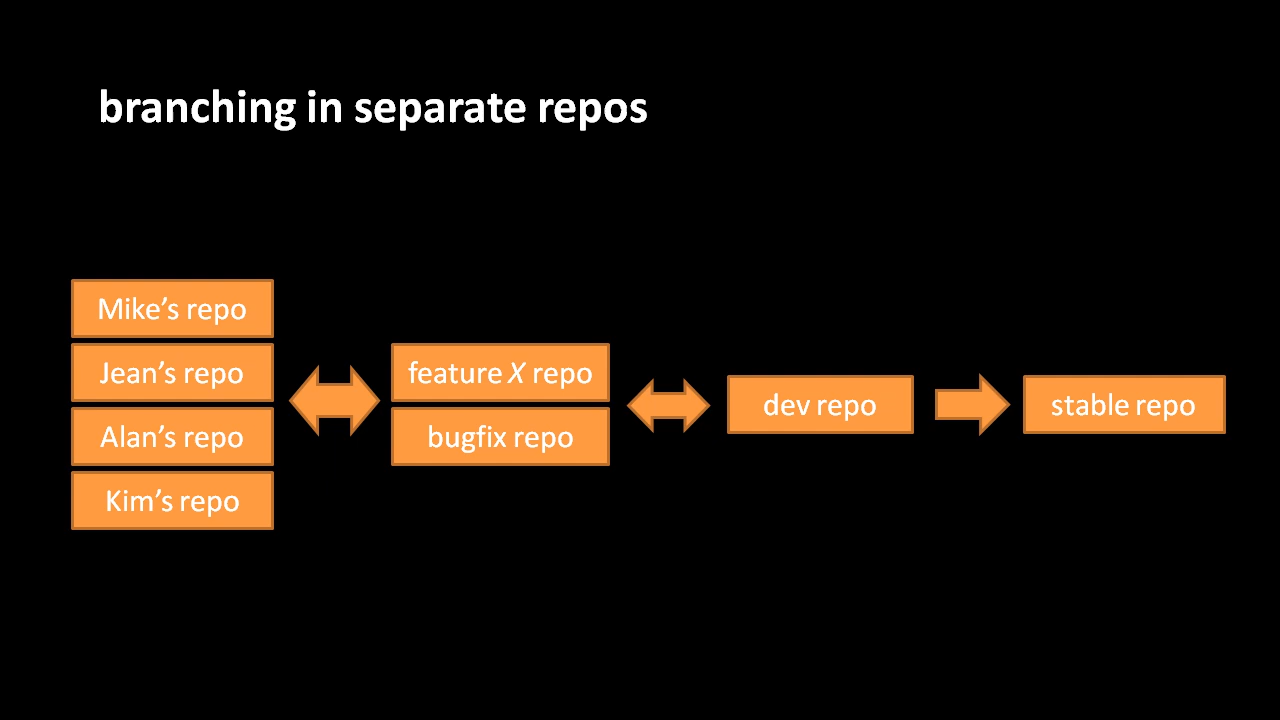 branching in separate repos
Mike’s repo
Jean’s repo
Alan’s repo
Kim’s repo
feature X repo
bugfix repo
dev repo
stable repo